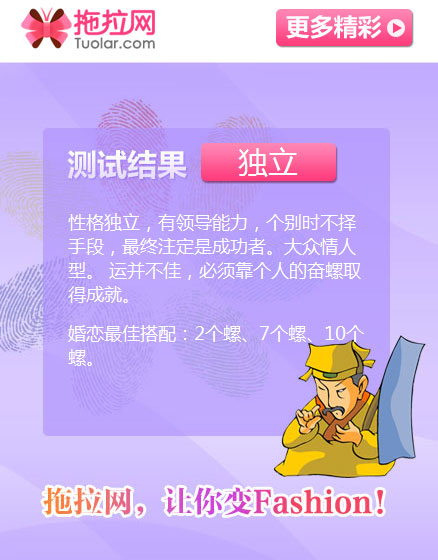 拖拉网
Tuolar.com
更多精彩
测试结果
独立
性格独立，有领导能力，个别时不择
手段，最终注定是成功者。大众情人
型。 运并不佳，必须靠个人的奋螺取
得成就。
婚恋最佳搭配：2个螺、7个螺、10个
螺。
拖拉网，让你变Fashion！